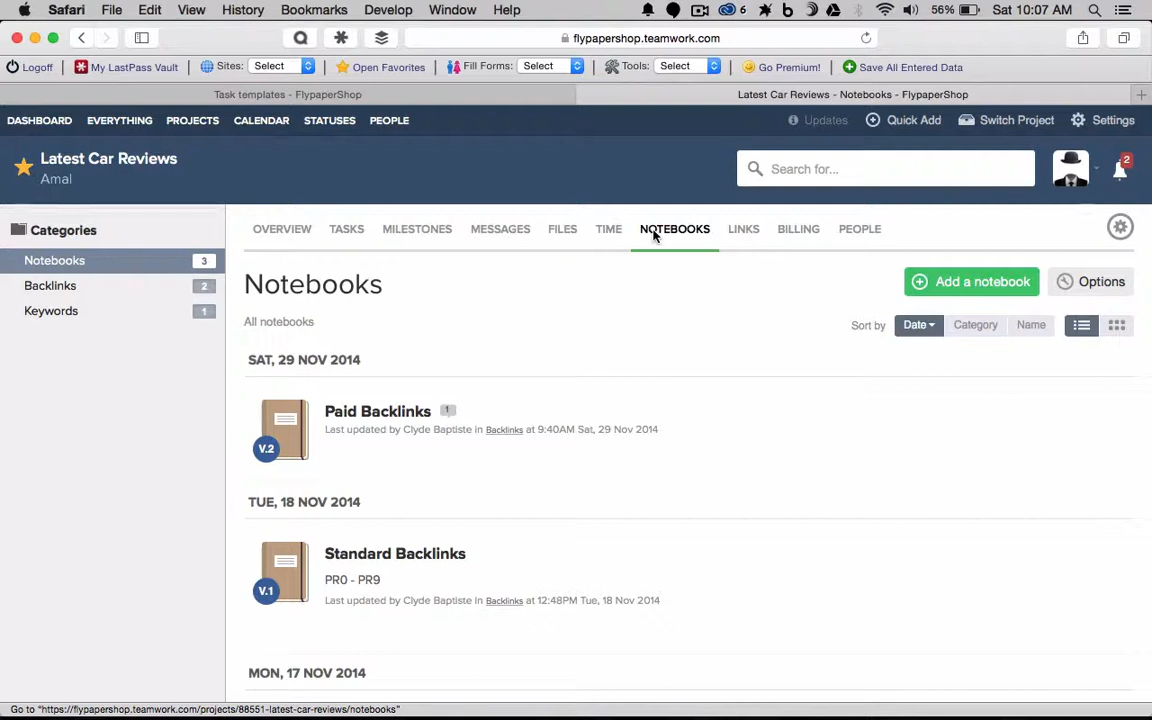 Safari File Edit View History Bookmarks Develop Window Help 6 56% Sat 10:07 AM
flypapershop.teamwork.com
Logoff My LastPass Vault Sites: Select Open Favorites Fill Forms: Select Tools: Select Go Premium! Save All Entered Data
Task templates - FlypaperShop Latest Car Reviews - Notebooks - FlypaperShop
DASHBOARD EVERYTHING PROJECTS CALENDAR STATUSES PEOPLE Updates Quick Add Switch Project Settings
Latest Car Reviews
Amal
Search for...
2
Categories
Notebooks 3
Backlinks 2
Keywords 1
OVERVIEW TASKS MILESTONES MESSAGES FILES TIME NOTEBOOKS LINKS BILLING PEOPLE
Notebooks
Add a notebook Options
All notebooks
Sort by Date Category Name
SAT, 29 NOV 2014
Paid Backlinks 1
Last updated by Clyde Baptiste in Backlinks at 9:40AM Sat, 29 Nov 2014
V.2
TUE, 18 NOV 2014
Standard Backlinks
PR0 - PR9
V.1
Last updated by Clyde Baptiste in Backlinks at 12:48PM Tue, 18 Nov 2014
MON, 17 NOV 2014
Go to "https://flypapershop.teamwork.com/projects/88551-latest-car-reviews/notebooks"